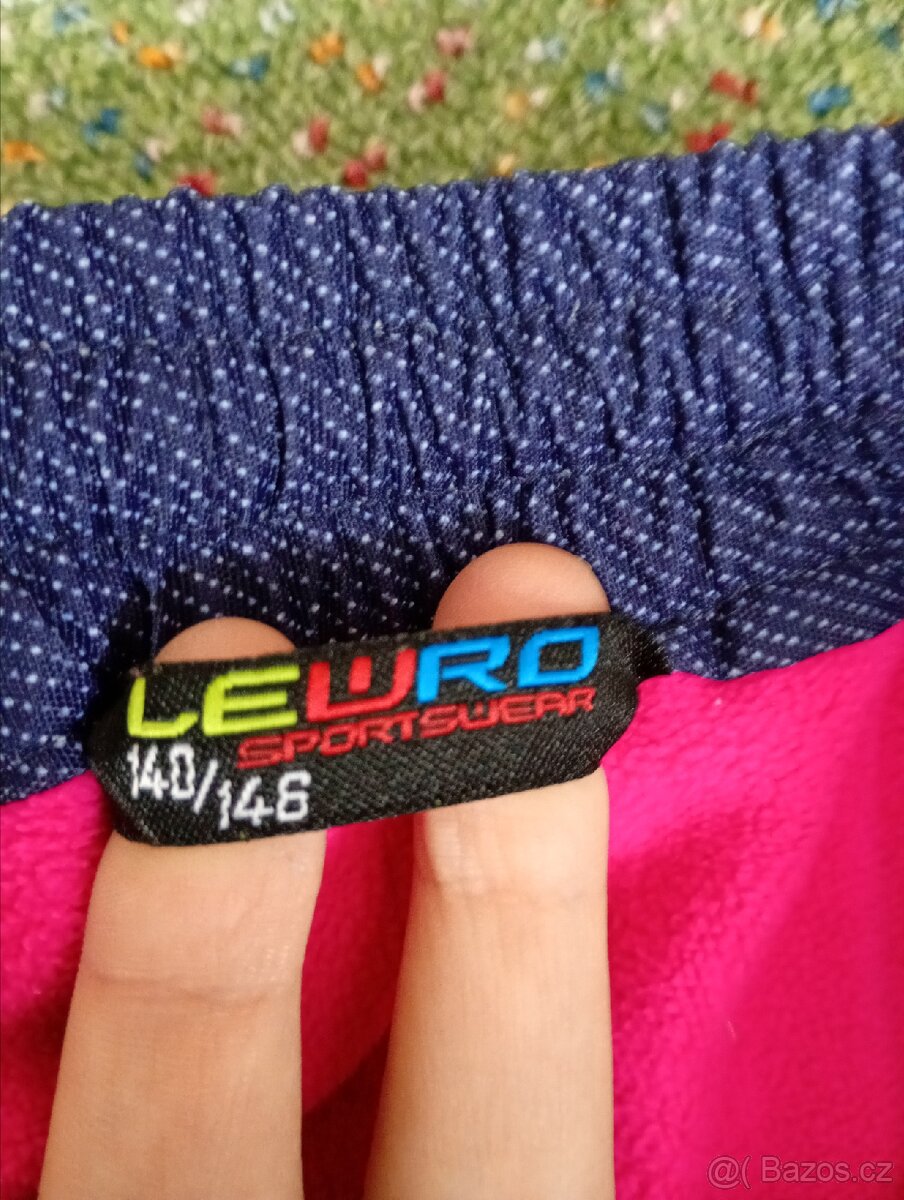 LEWRO
SPORTSWEAR
140/146
@( Bazos.cz